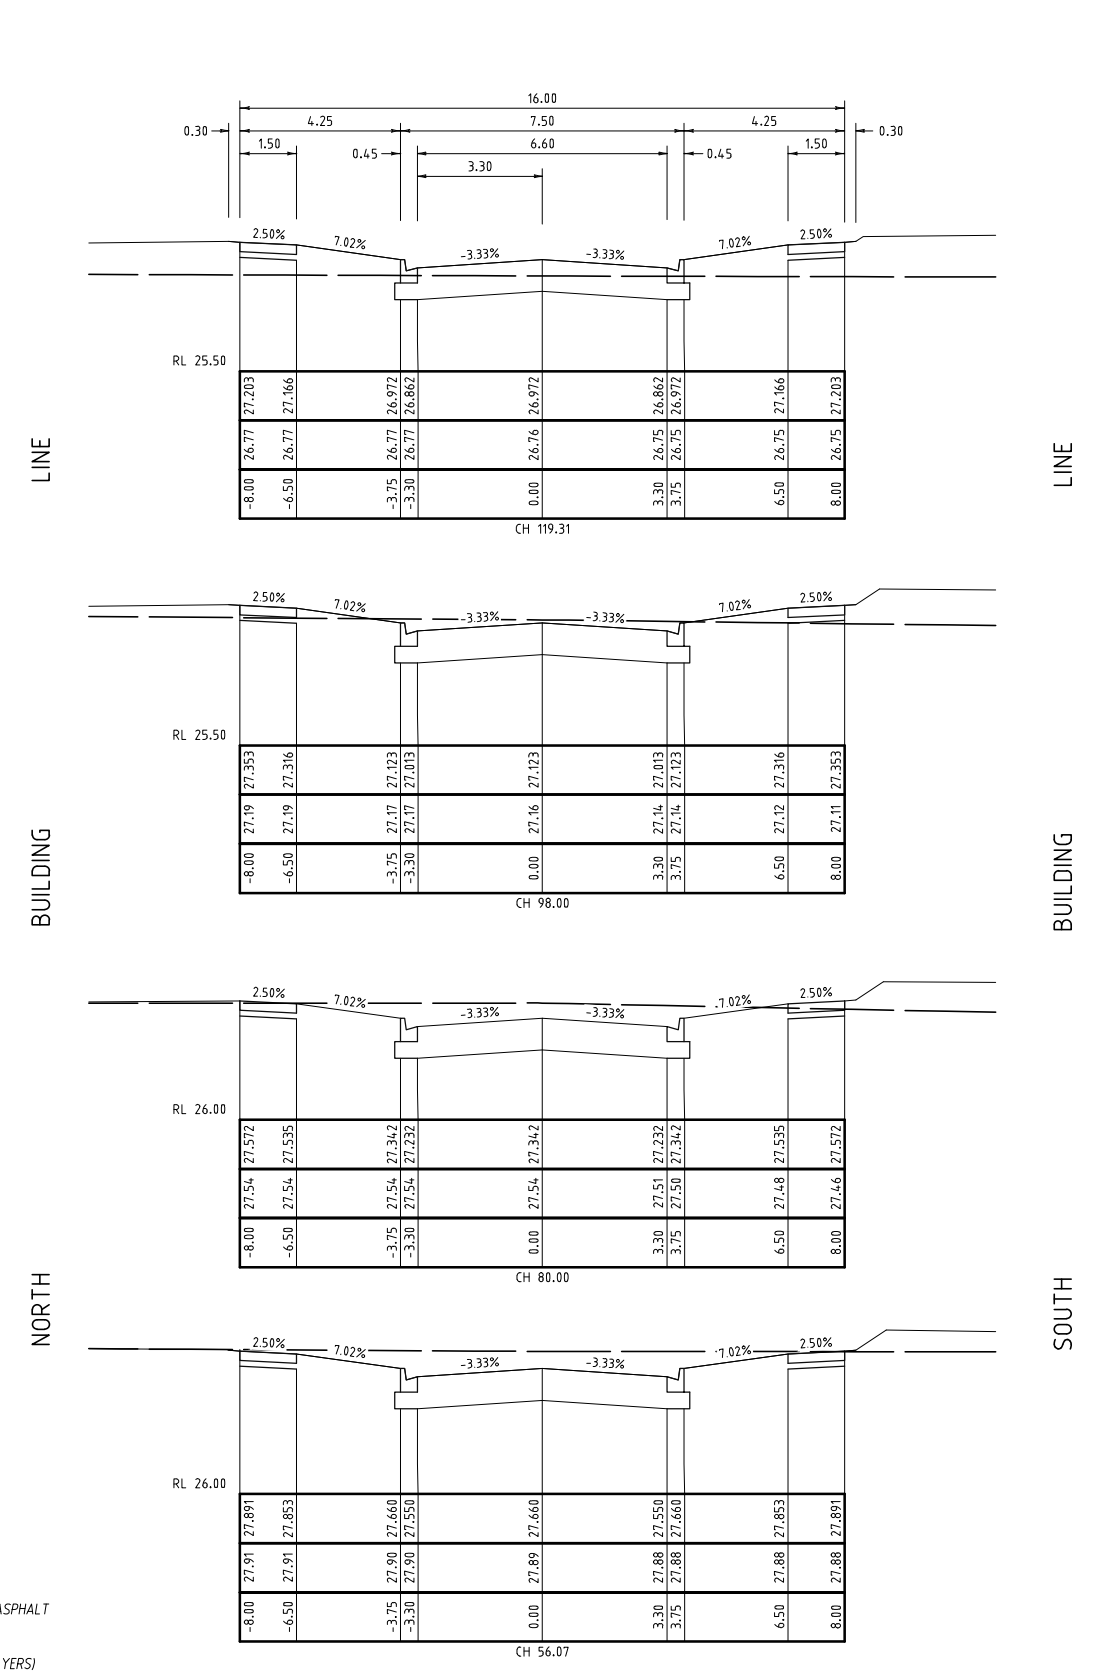 16.00
0.30 4.25 7.50 4.25 0.30
1.50 0.45 6.60 0.45 1.50
3.30
2.50% 7.02% -3.33% -3.33% 7.02% 2.50%
RL 25.50
27.203 27.166 26.972 26.862 26.972 26.862 26.972 27.166 27.203
26.77 26.77 26.77 26.77 26.76 26.75 26.75 26.75 26.75
-8.00 -6.50 -3.75 -3.30 0.00 3.30 3.75 6.50 8.00
CH 119.31
LINE
LINE
2.50% 7.02% -3.33% -3.33% 7.02% 2.50%
RL 25.50
27.353 27.316 27.123 27.013 27.123 27.013 27.123 27.316 27.353
27.19 27.19 27.17 27.17 27.16 27.14 27.14 27.12 27.11
-8.00 -6.50 -3.75 -3.30 0.00 3.30 3.75 6.50 8.00
CH 98.00
BUILDING
BUILDING
2.50% 7.02% -3.33% -3.33% 7.02% 2.50%
RL 26.00
27.572 27.535 27.342 27.232 27.342 27.232 27.342 27.535 27.572
27.54 27.54 27.54 27.54 27.54 27.51 27.50 27.48 27.46
-8.00 -6.50 -3.75 -3.30 0.00 3.30 3.75 6.50 8.00
CH 80.00
NORTH
SOUTH
2.50% 7.02% -3.33% -3.33% 7.02% 2.50%
RL 26.00
27.891 27.853 27.660 27.550 27.660 27.550 27.660 27.853 27.891
27.91 27.91 27.90 27.90 27.89 27.88 27.88 27.88 27.88
-8.00 -6.50 -3.75 -3.30 0.00 3.30 3.75 6.50 8.00
CH 56.07
ASPHALT
YERS)